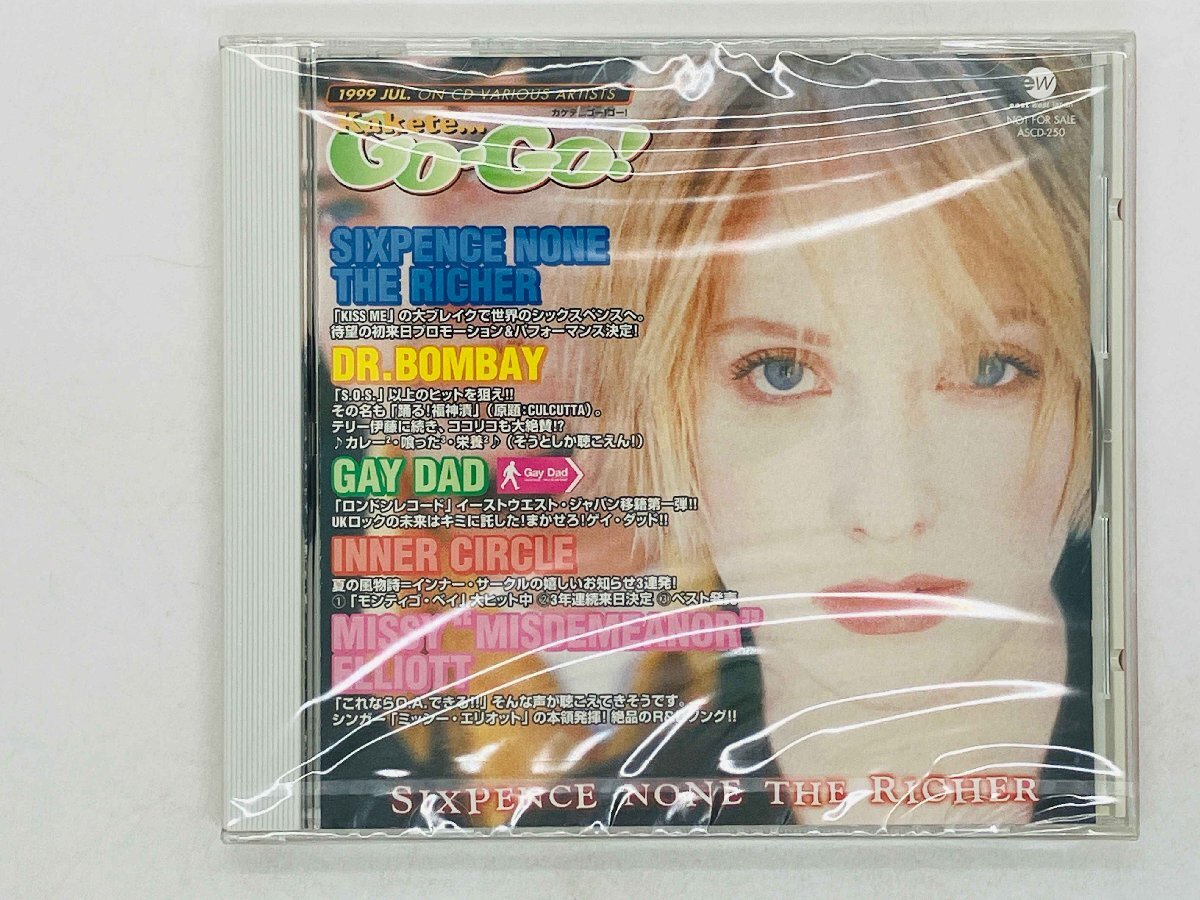 1999 JUL. ON CD VARIOUS ARTISTS
カケテ...ゴーゴー!
Kakete...
Go-Go!
ew
east west japan
NOT FOR SALE
ASCD-250
SIXPENCE NONE
THE RICHER
「KISS ME」の大ブレイクで世界のシックスペンスへ。
待望の初来日プロモーション&パフォーマンス決定!
DR.BOMBAY
「S.O.S.」以上のヒットを狙え!!
その名も「踊る!福神漬」(原題:CULCUTTA)。
テリー伊藤に続き、ココリコも大絶賛!?
♪カレー²・喰った³・栄養²♪(そうとしか聴こえん!)
GAY DAD
Gay Dad
「ロンドンレコード」イーストウエスト・ジャパン移籍第一弾!!
UKロックの未来はキミに託した!まかせろ!ゲイ・ダッド!!
INNER CIRCLE
夏の風物詩=インナー・サークルの嬉しいお知らせ3連発!
①「モンティゴ・ベイ」大ヒット中 ②3年連続来日決定 ③ベスト発売
MISSY "MISDEMEANOR"
ELLIOTT
「これならO.A.できる!!」そんな声が聴こえてきそうです。
シンガー「ミッシー・エリオット」の本領発揮!絶品のR&Bソング!!
SIXPENCE NONE THE RICHER